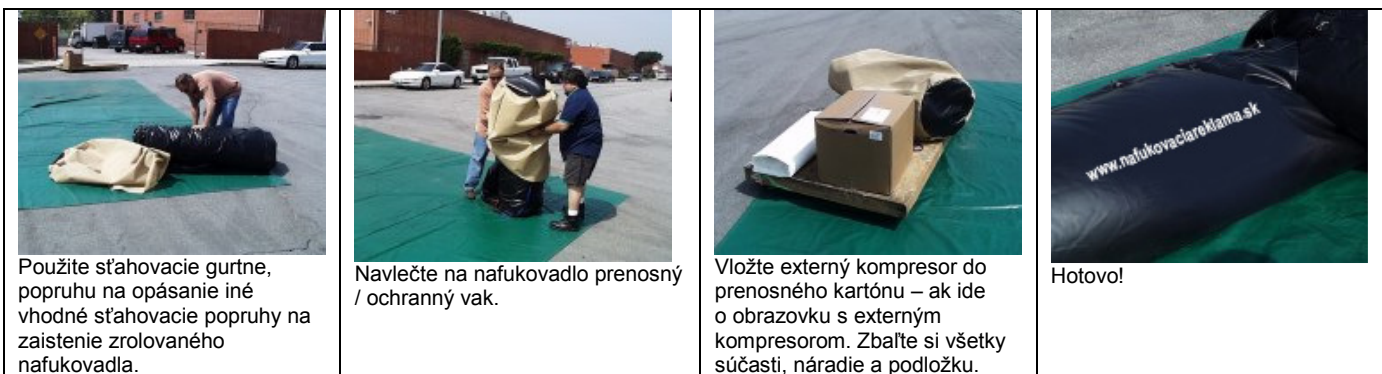 Použite sťahovacie gurtne,
popruhu na opásanie iné
vhodné sťahovacie popruhy na
zaistenie zrolovaného
nafukovadla.
Navlečte na nafukovadlo prenosný
/ ochranný vak.
Vložte externý kompresor do
prenosného kartónu – ak ide
o obrazovku s externým
kompresorom. Zbaľte si všetky
súčasti, náradie a podložku.
www.nafukovaciareklama.sk
Hotovo!